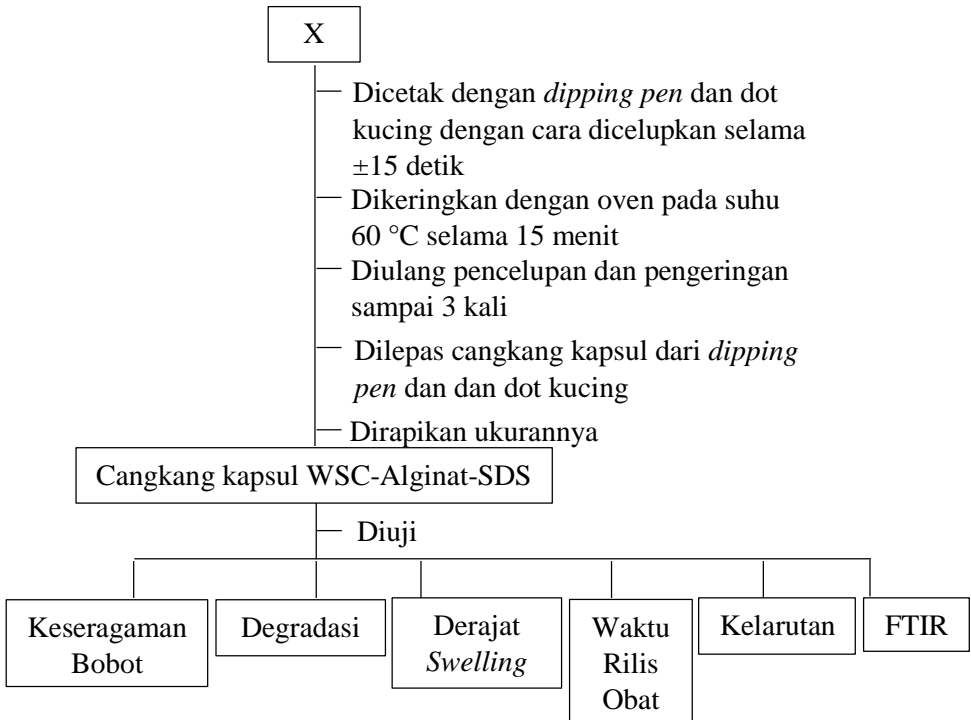 X
Dicetak dengan dipping pen dan dot
kucing dengan cara dicelupkan selama
±15 detik
Dikeringkan dengan oven pada suhu
60 °C selama 15 menit
Diulang pencelupan dan pengeringan
sampai 3 kali
Dilepas cangkang kapsul dari dipping
pen dan dan dot kucing
Dirapikan ukurannya
Cangkang kapsul WSC-Alginat-SDS
Diuji
Keseragaman
Bobot
Degradasi
Derajat
Swelling
Waktu
Rilis
Obat
Kelarutan
FTIR